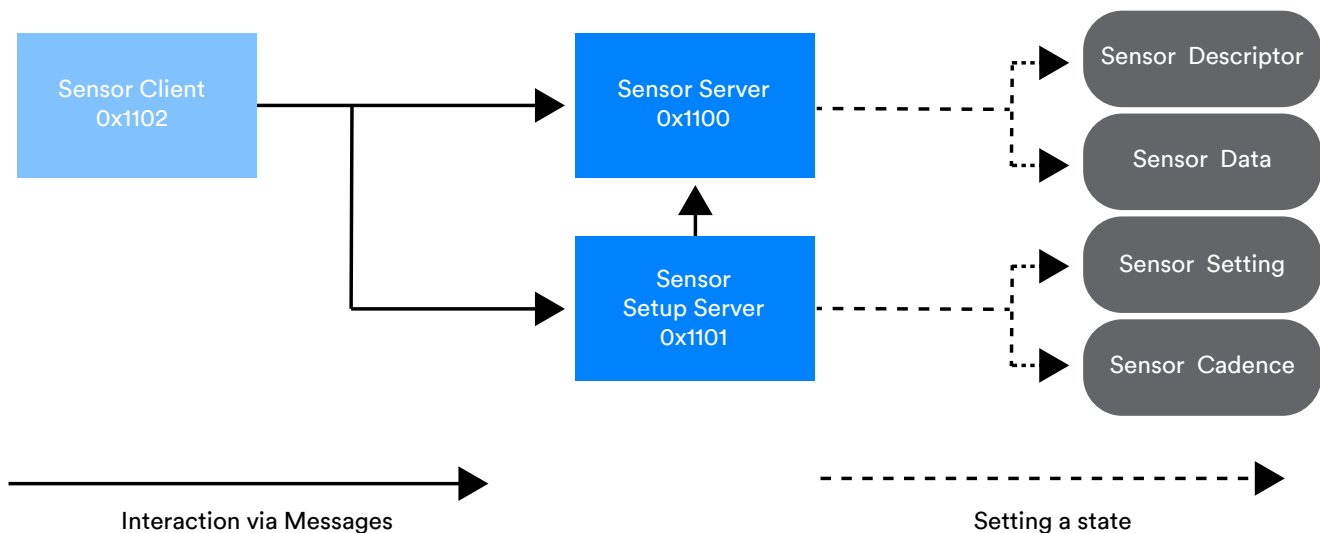 Sensor Client
0x1102
Sensor Server
0x1100
Sensor
Setup Server
0x1101
Sensor Descriptor
Sensor Data
Sensor Setting
Sensor Cadence
Interaction via Messages
Setting a state